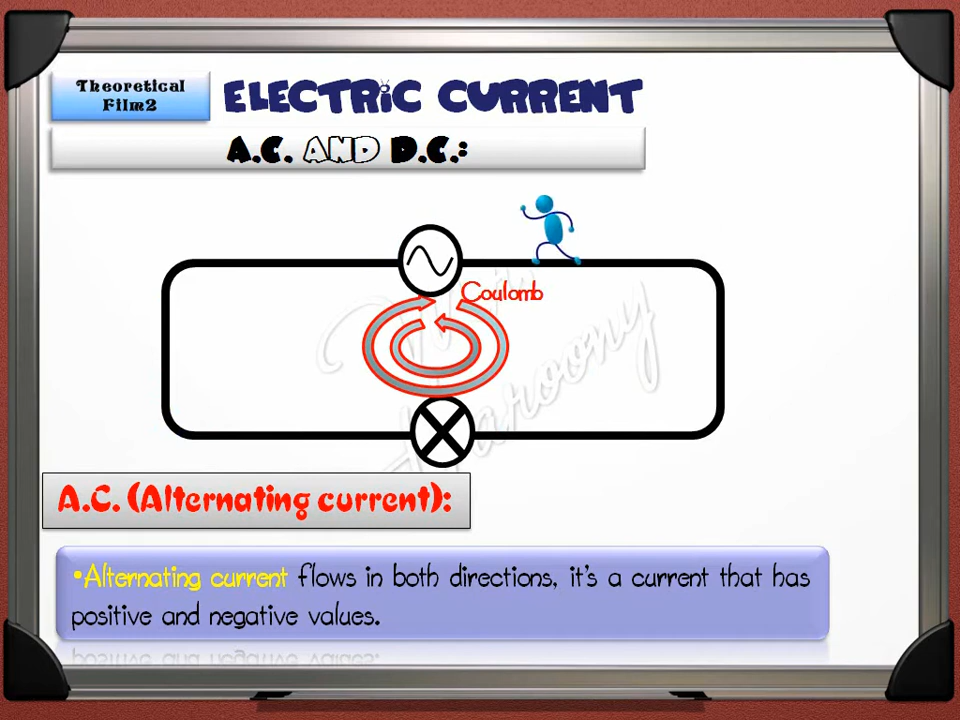 Theoretical
Film2
ELECTRIC CURRENT
A.C. AND D.C.:
Coulomb
A.C. (Alternating current):
•Alternating current flows in both directions, it's a current that has
positive and negative values.